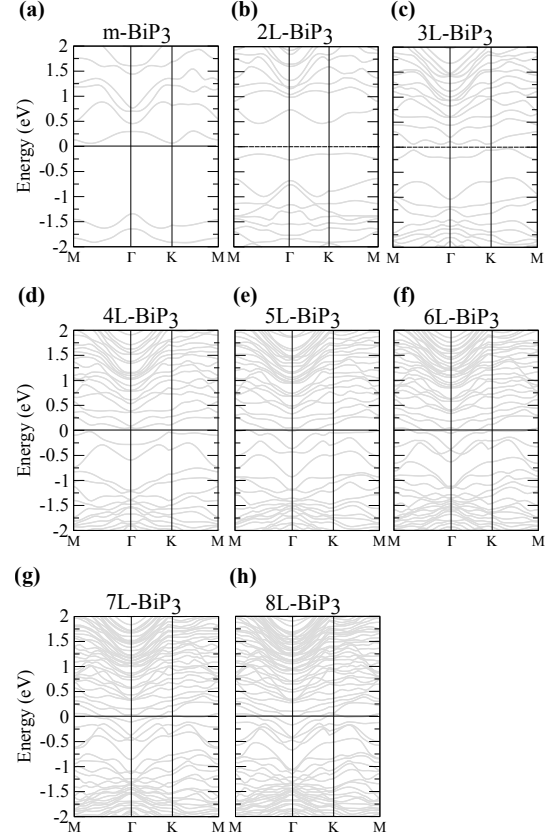 (a) (b) (c)
m-BiP3 2L-BiP3 3L-BiP3
Energy (eV)
2
1.5
1
0.5
0
-0.5
-1
-1.5
-2
M Γ K M M Γ K M M Γ K M
(d) (e) (f)
4L-BiP3 5L-BiP3 6L-BiP3
Energy (eV)
2
1.5
1
0.5
0
-0.5
-1
-1.5
-2
M Γ K M M Γ K M M Γ K M
(g) (h)
7L-BiP3 8L-BiP3
Energy (eV)
2
1.5
1
0.5
0
-0.5
-1
-1.5
-2
M Γ K M M Γ K M